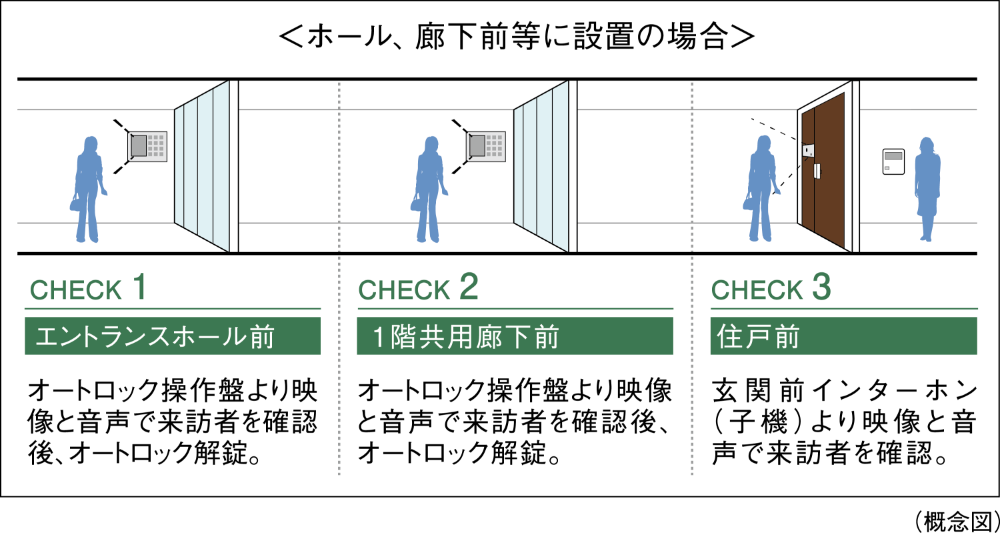 ＜ホール、廊下前等に設置の場合＞
CHECK 1
エントランスホール前
オートロック操作盤より映
像と音声で来訪者を確認
後、オートロック解錠。
CHECK 2
1階共用廊下前
オートロック操作盤より映像
と音声で来訪者を確認後、
オートロック解錠。
CHECK 3
住戸前
玄関前インターホン
（子機）より映像と音
声で来訪者を確認。
（概念図）